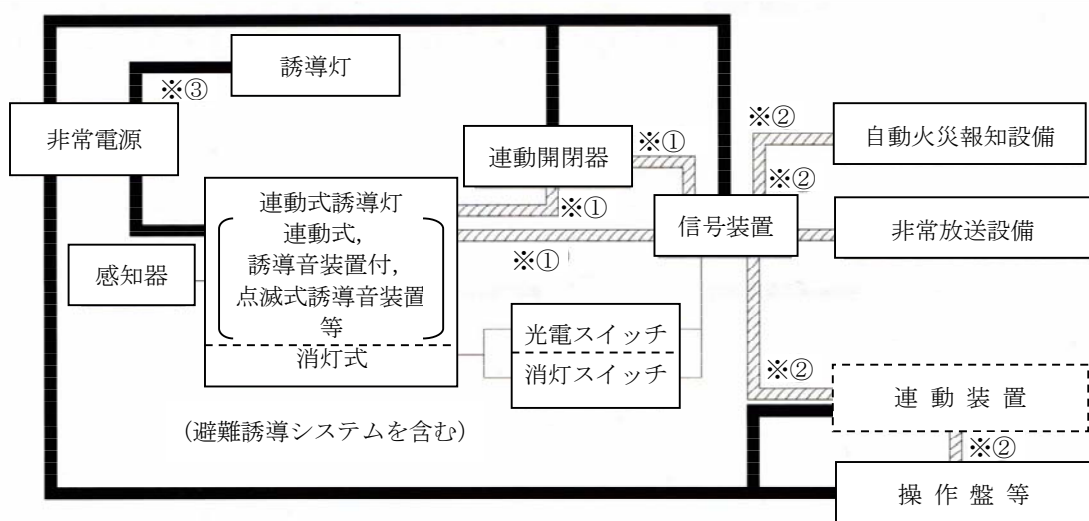 誘導灯
※③
非常電源
連動開閉器
※①
※②
自動火災報知設備
※②
連動式誘導灯
連動式，
誘導音装置付，
点滅式誘導音装置
等
消灯式
※①
※①
信号装置
非常放送設備
感知器
光電スイッチ
消灯スイッチ
※②
連動装置
(避難誘導システムを含む)
※②
操作盤等